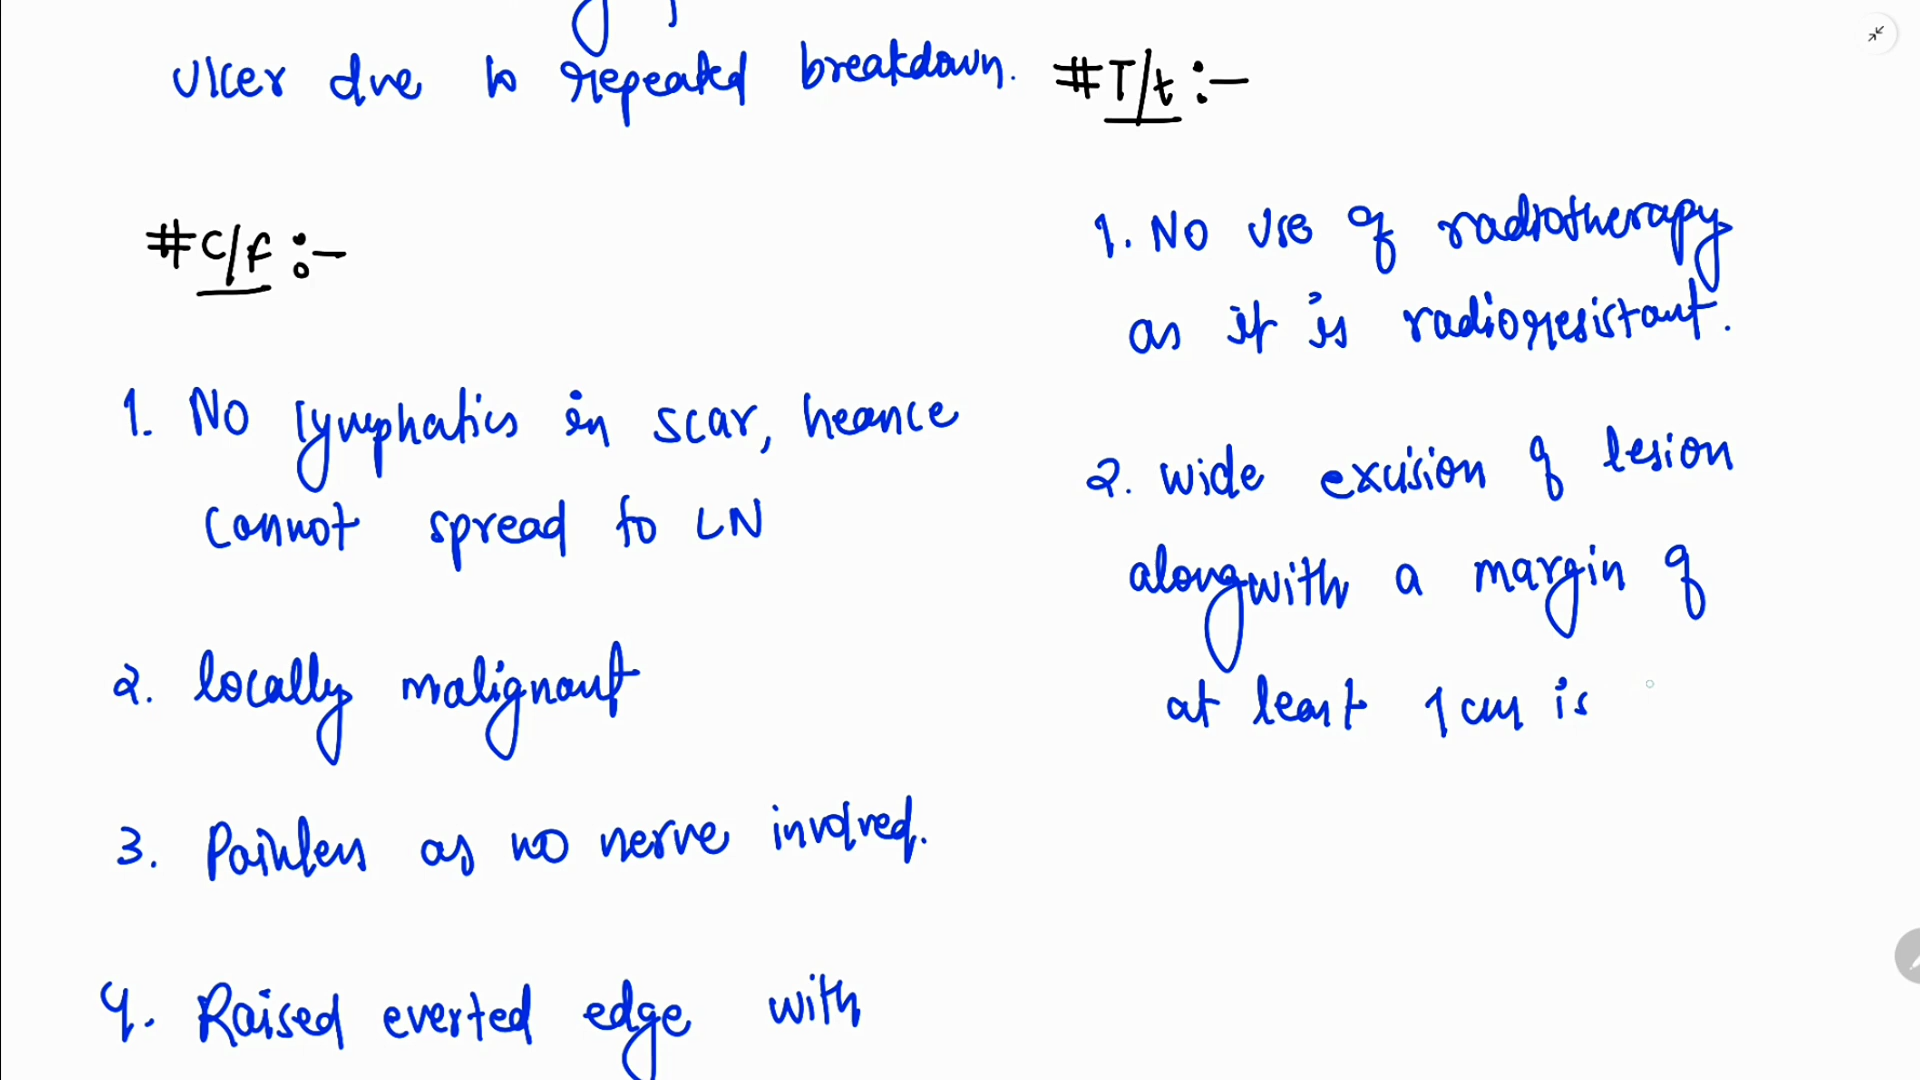 Ulcer due to repeated breakdown.
#C/f :-
1. No lymphatics in scar, heance
cannot spread to LN
2. locally malignant
3. Painless as no nerve involved.
4. Raised everted edge with
#T/t :-
1. No use of radiotherapy
as it is radioresistant.
2. wide excision of lesion
alongwith a margin of
at least 1 cm is